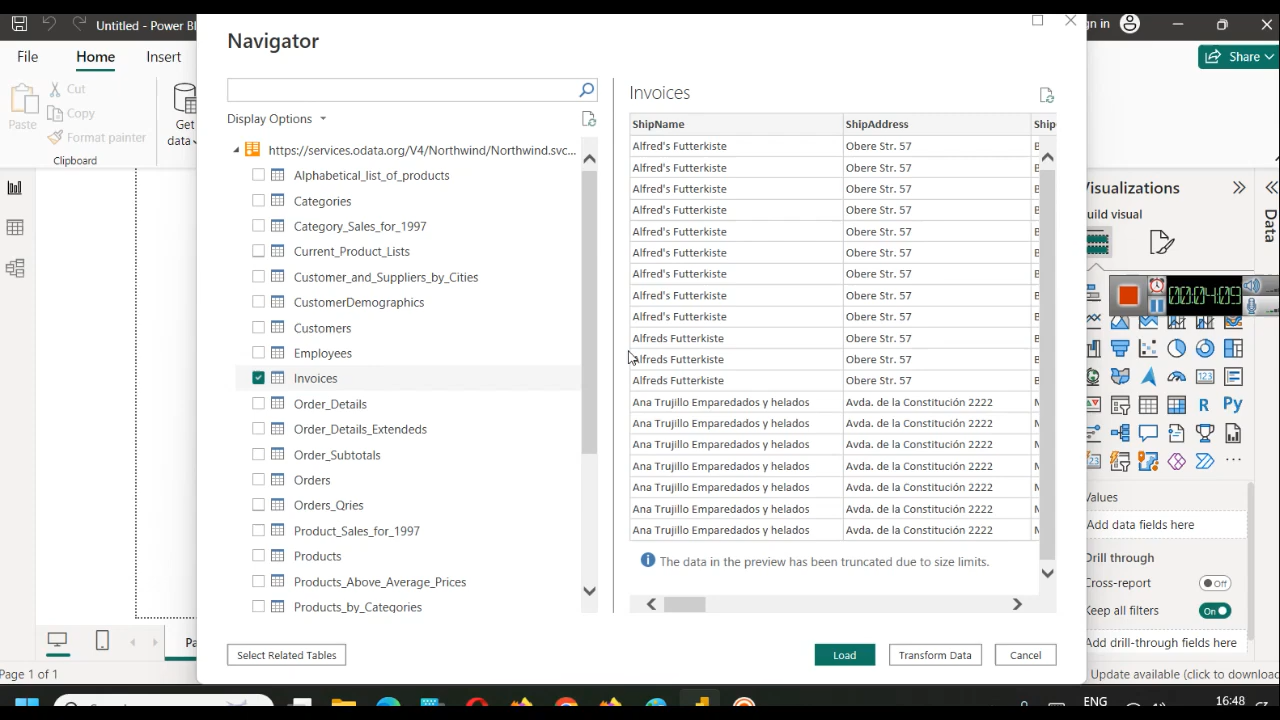 Untitled - Power BI
File
Home
Insert
Share
Paste
Cut
Copy
Format painter
Clipboard
Get
data
Navigator
Display Options
https://services.odata.org/V4/Northwind/Northwind.svc...
Alphabetical_list_of_products
Categories
Category_Sales_for_1997
Current_Product_Lists
Customer_and_Suppliers_by_Cities
CustomerDemographics
Customers
Employees
Invoices
Order_Details
Order_Details_Extendeds
Order_Subtotals
Orders
Orders_Qries
Product_Sales_for_1997
Products
Products_Above_Average_Prices
Products_by_Categories
Select Related Tables
Invoices
ShipName ShipAddress Ship
Alfred's Futterkiste Obere Str. 57 B
Alfred's Futterkiste Obere Str. 57 B
Alfred's Futterkiste Obere Str. 57 B
Alfred's Futterkiste Obere Str. 57 B
Alfred's Futterkiste Obere Str. 57 B
Alfred's Futterkiste Obere Str. 57 B
Alfred's Futterkiste Obere Str. 57 B
Alfred's Futterkiste Obere Str. 57 B
Alfred's Futterkiste Obere Str. 57 B
Alfreds Futterkiste Obere Str. 57 B
Alfreds Futterkiste Obere Str. 57 B
Alfreds Futterkiste Obere Str. 57 B
Ana Trujillo Emparedados y helados Avda. de la Constitución 2222 M
Ana Trujillo Emparedados y helados Avda. de la Constitución 2222 M
Ana Trujillo Emparedados y helados Avda. de la Constitución 2222 M
Ana Trujillo Emparedados y helados Avda. de la Constitución 2222 M
Ana Trujillo Emparedados y helados Avda. de la Constitución 2222 M
Ana Trujillo Emparedados y helados Avda. de la Constitución 2222 M
Ana Trujillo Emparedados y helados Avda. de la Constitución 2222 M
The data in the preview has been truncated due to size limits.
Load Transform Data Cancel
isualizations
uild visual
Data
00:04:09
123
R
Py
Values
Add data fields here
Drill through
Cross-report Off
Keep all filters On
Add drill-through fields here
Pa
Page 1 of 1
Update available (click to download
ENG
16:48